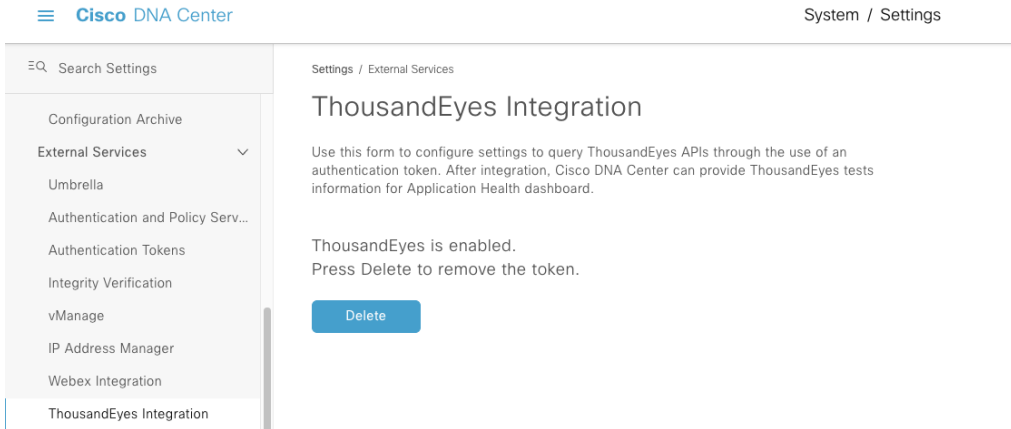 Cisco DNA Center
System / Settings
Search Settings
Configuration Archive
External Services
Umbrella
Authentication and Policy Serv...
Authentication Tokens
Integrity Verification
vManage
IP Address Manager
Webex Integration
ThousandEyes Integration
Settings / External Services
ThousandEyes Integration
Use this form to configure settings to query ThousandEyes APIs through the use of an
authentication token. After integration, Cisco DNA Center can provide ThousandEyes tests
information for Application Health dashboard.
ThousandEyes is enabled.
Press Delete to remove the token.
Delete